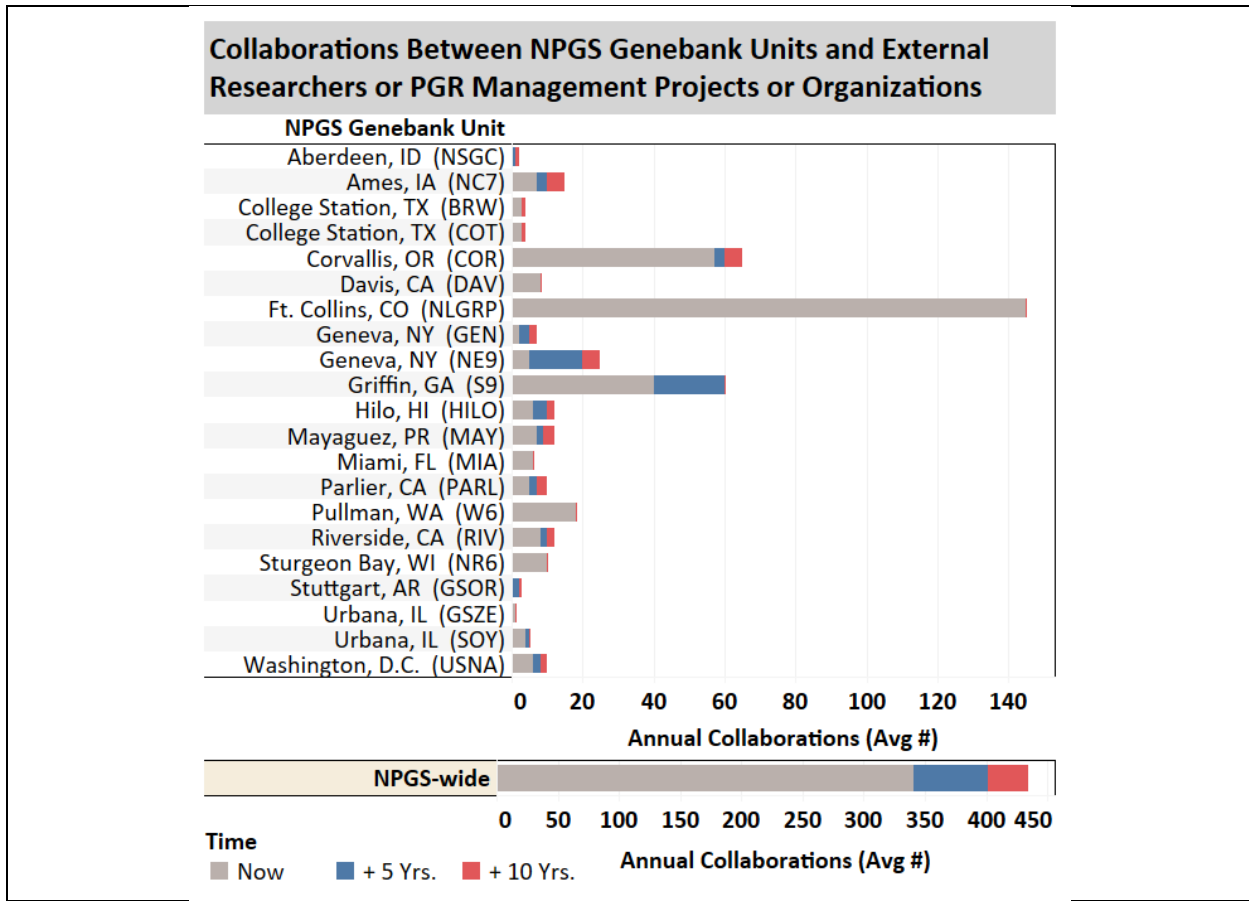 Collaborations Between NPGS Genebank Units and External
Researchers or PGR Management Projects or Organizations
NPGS Genebank Unit
Aberdeen, ID (NSGC)
Ames, IA (NC7)
College Station, TX (BRW)
College Station, TX (COT)
Corvallis, OR (COR)
Davis, CA (DAV)
Ft. Collins, CO (NLGRP)
Geneva, NY (GEN)
Geneva, NY (NE9)
Griffin, GA (S9)
Hilo, HI (HILO)
Mayaguez, PR (MAY)
Miami, FL (MIA)
Parlier, CA (PARL)
Pullman, WA (W6)
Riverside, CA (RIV)
Sturgeon Bay, WI (NR6)
Stuttgart, AR (GSOR)
Urbana, IL (GSZE)
Urbana, IL (SOY)
Washington, D.C. (USNA)
0 20 40 60 80 100 120 140
Annual Collaborations (Avg #)
NPGS-wide
0 50 100 150 200 250 300 350 400 450
Annual Collaborations (Avg #)
Time
Now + 5 Yrs. + 10 Yrs.